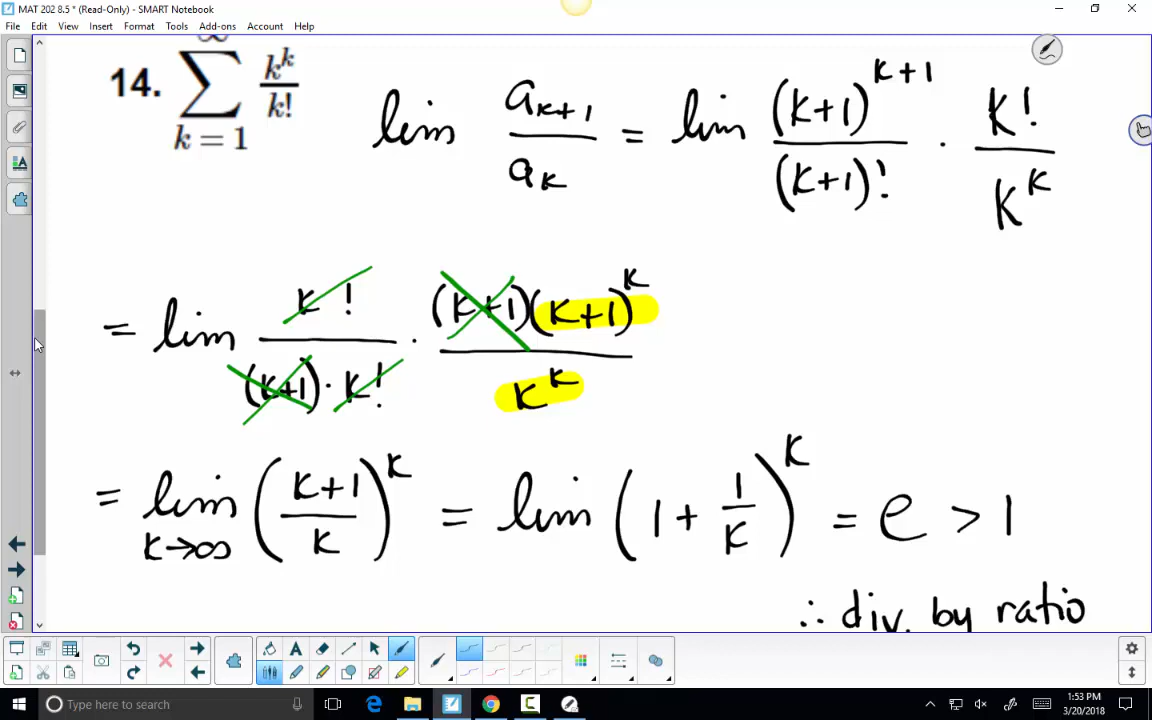 MAT 202 8.5 * (Read-Only) - SMART Notebook
File Edit View Insert Format Tools Add-ons Account Help
14. ∑ k = 1 ∞ k^k / k!
lim a_{k+1} / a_k = lim (k+1)^{k+1} / (k+1)! · k! / k^k
= lim k! / (k+1) · k! · (k+1)(k+1)^k / k^k
= lim k→∞ ((k+1) / k)^k = lim (1 + 1/k)^k = e > 1
∴ div. by ratio
A A
Type here to search
1:53 PM
3/20/2018